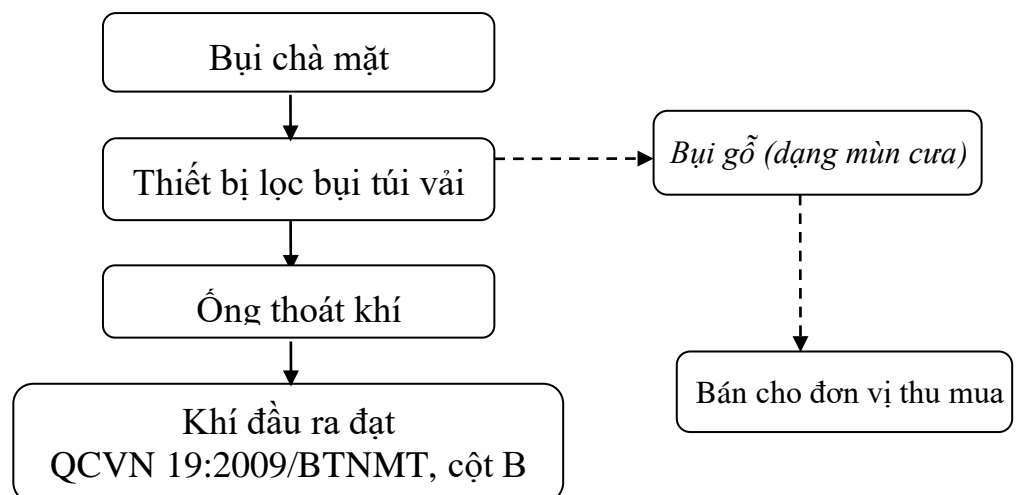 Bụi chà mặt
Thiết bị lọc bụi túi vải
Bụi gỗ (dạng mùn cưa)
Ống thoát khí
Bán cho đơn vị thu mua
Khí đầu ra đạt
QCVN 19:2009/BTNMT, cột B